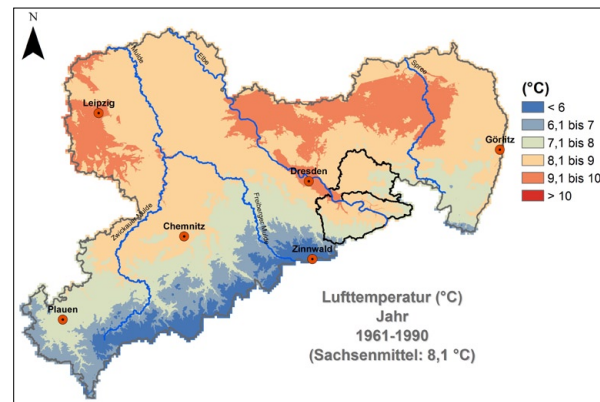 N
Mulde
Elbe
Spree
Leipzig
Görlitz
Dresden
Zwickauer Mulde
Freiberger Mulde
Chemnitz
Zinnwald
Plauen
(°C)
< 6
6,1 bis 7
7,1 bis 8
8,1 bis 9
9,1 bis 10
> 10
Lufttemperatur (°C)
Jahr
1961-1990
(Sachsenmittel: 8,1 °C)